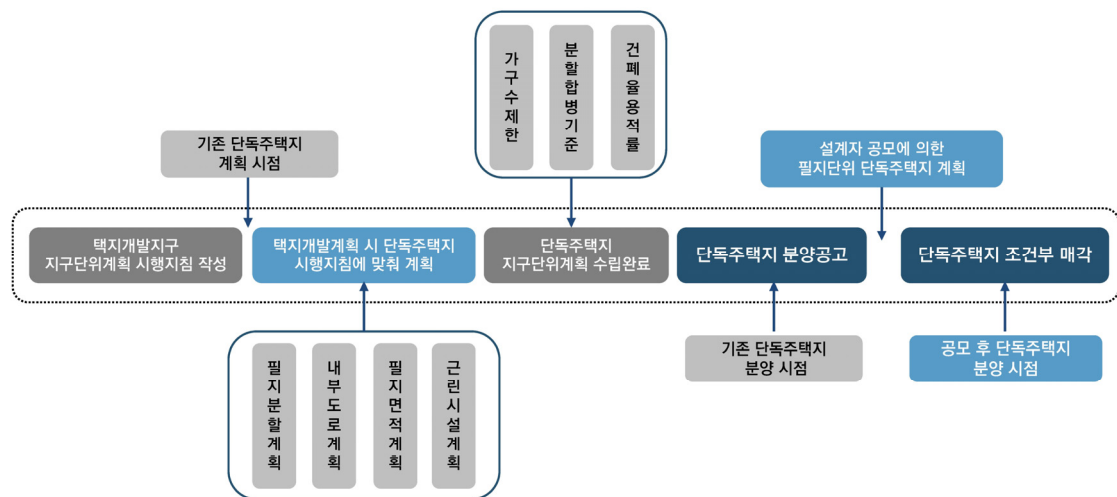 가구수제한
분할합병기준
건폐율용적률
기존 단독주택지
계획 시점
설계자 공모에 의한
필지단위 단독주택지 계획
택지개발지구
지구단위계획 시행지침 작성
택지개발계획 시 단독주택지
시행지침에 맞춰 계획
단독주택지
지구단위계획 수립완료
단독주택지 분양공고
단독주택지 조건부 매각
필지분할계획
내부도로계획
필지면적계획
근린시설계획
기존 단독주택지
분양 시점
공모 후 단독주택지
분양 시점